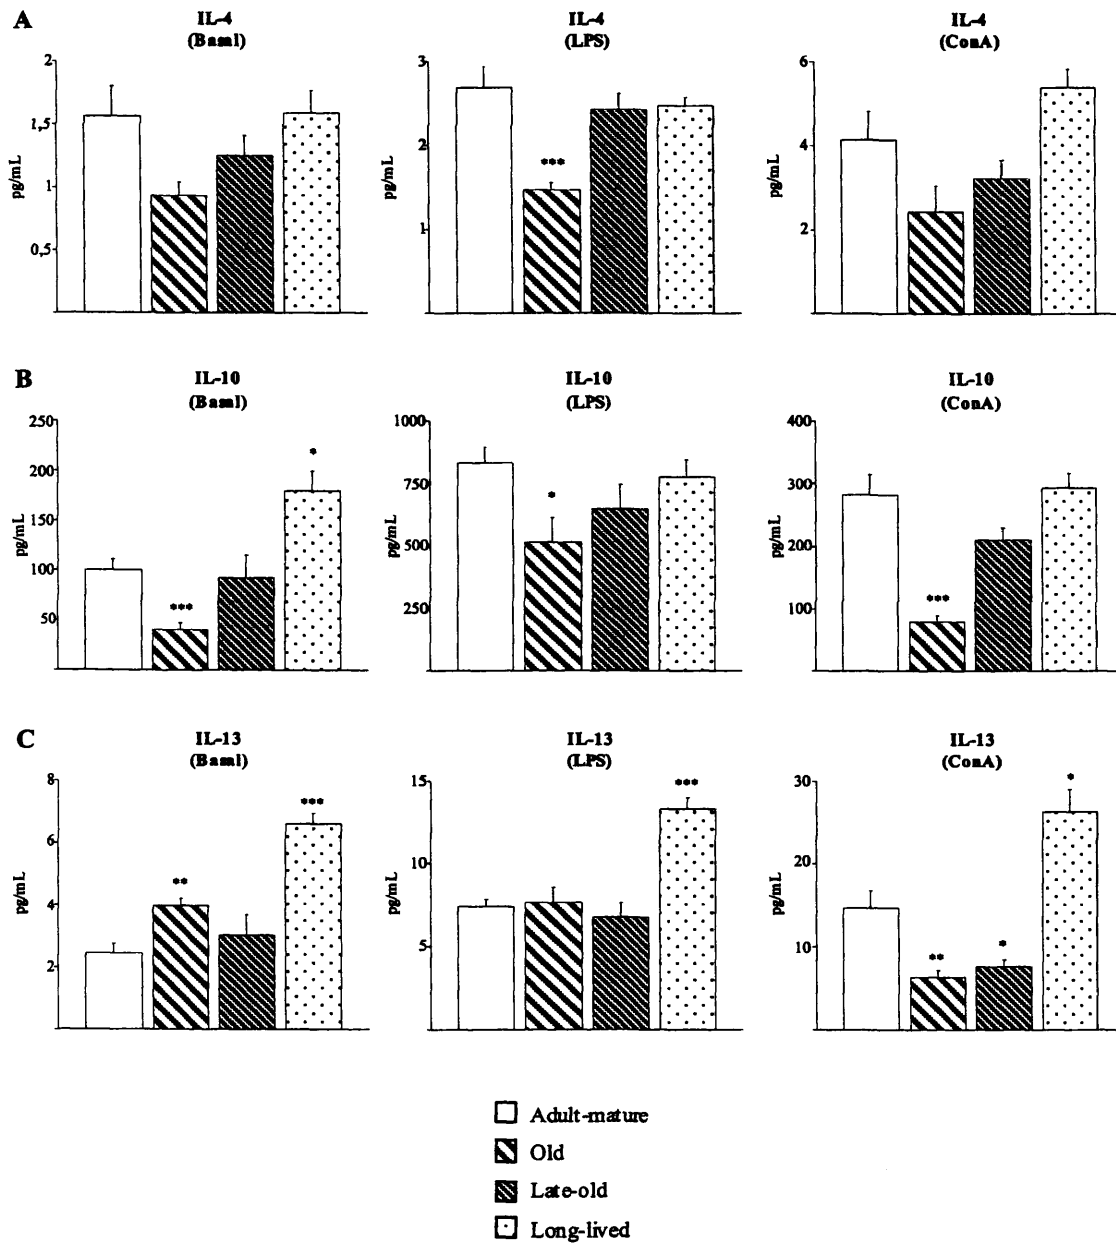 A
IL-4
(Basal)
pg/mL
2
1,5
1
0,5
IL-4
(LPS)
pg/mL
3
2
1
***
IL-4
(ConA)
pg/mL
6
4
2
B
IL-10
(Basal)
pg/mL
250
200
150
100
50
***
*
IL-10
(LPS)
pg/mL
1000
750
500
250
*
IL-10
(ConA)
pg/mL
400
300
200
100
***
C
IL-13
(Basal)
pg/mL
8
6
4
2
**
***
IL-13
(LPS)
pg/mL
15
10
5
***
IL-13
(ConA)
pg/mL
30
20
10
**
*
*
Adult-mature
Old
Late-old
Long-lived